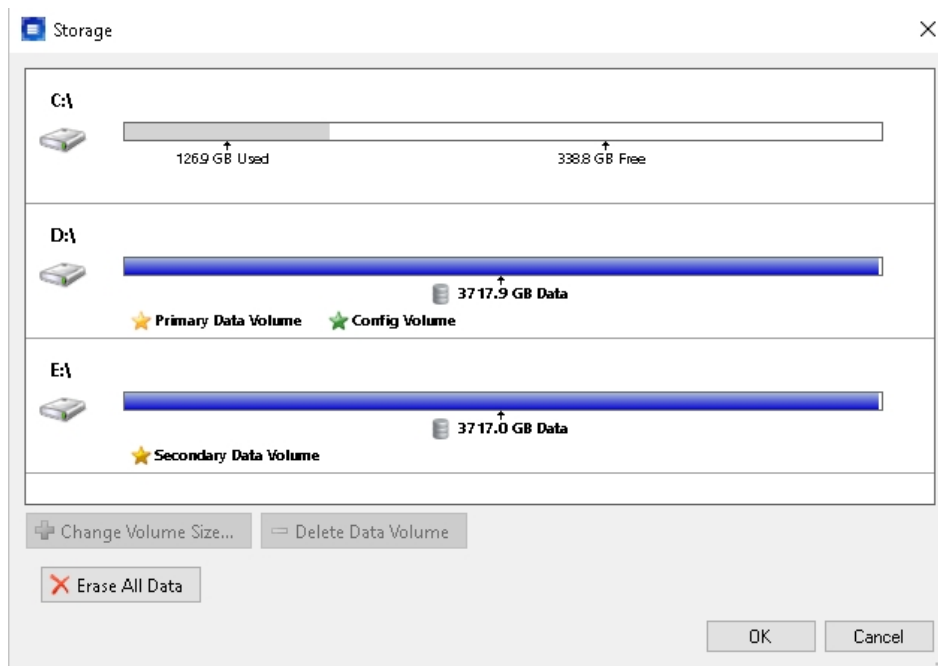 Storage
C:\
126.9 GB Used
338.8 GB Free
D:\
3717.9 GB Data
Primary Data Volume
Config Volume
E:\
3717.0 GB Data
Secondary Data Volume
Change Volume Size...
Delete Data Volume
Erase All Data
OK
Cancel